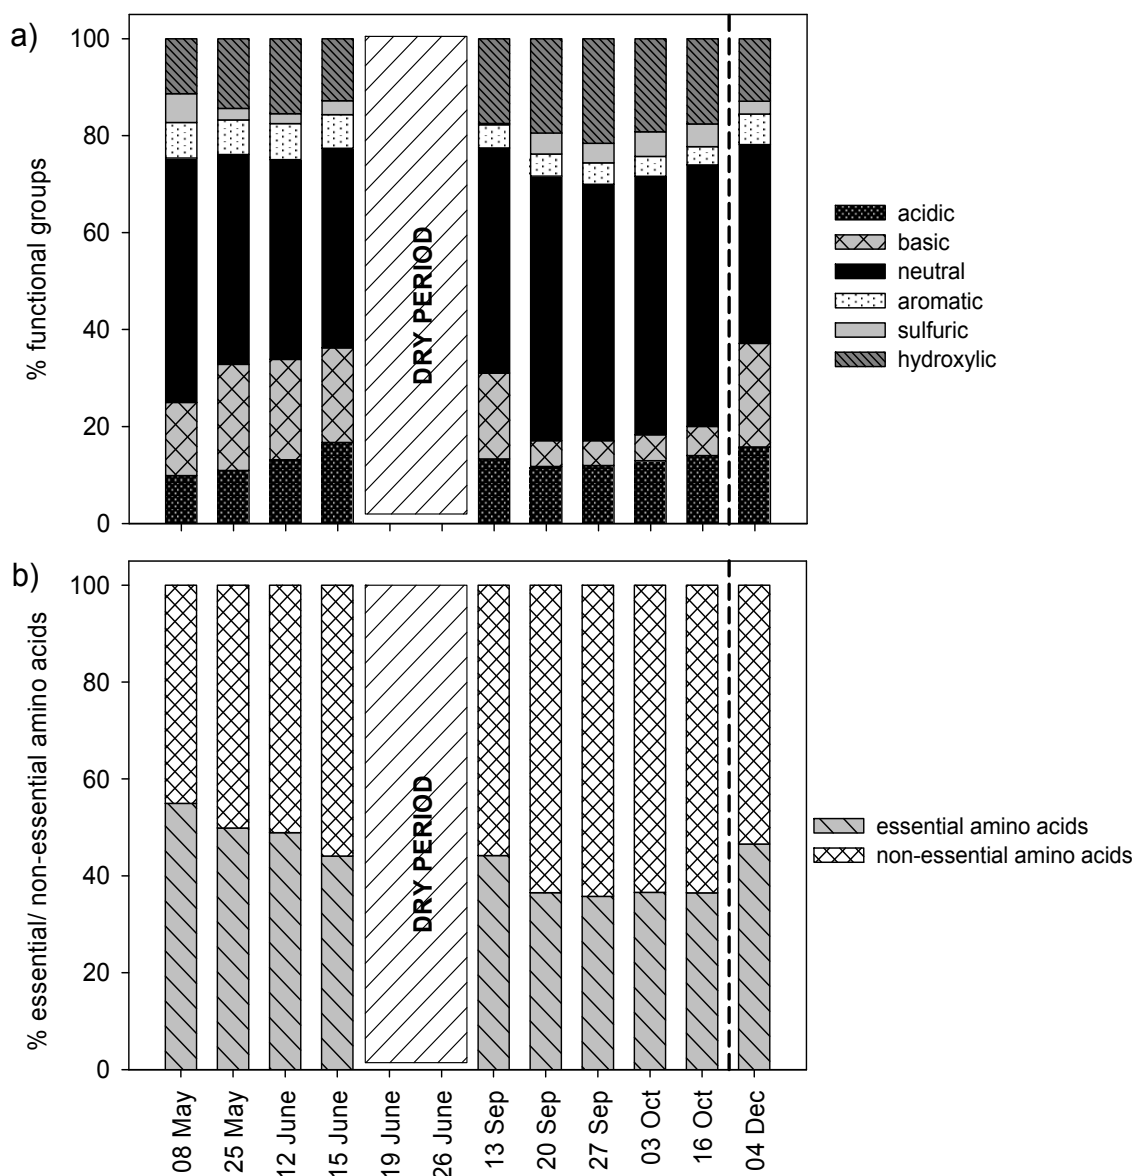 a)
% functional groups
100
80
60
40
20
0
DRY PERIOD
acidic
basic
neutral
aromatic
sulfuric
hydroxylic
b)
% essential/ non-essential amino acids
100
80
60
40
20
0
DRY PERIOD
essential amino acids
non-essential amino acids
08 May
25 May
12 June
15 June
19 June
26 June
13 Sep
20 Sep
27 Sep
03 Oct
16 Oct
04 Dec